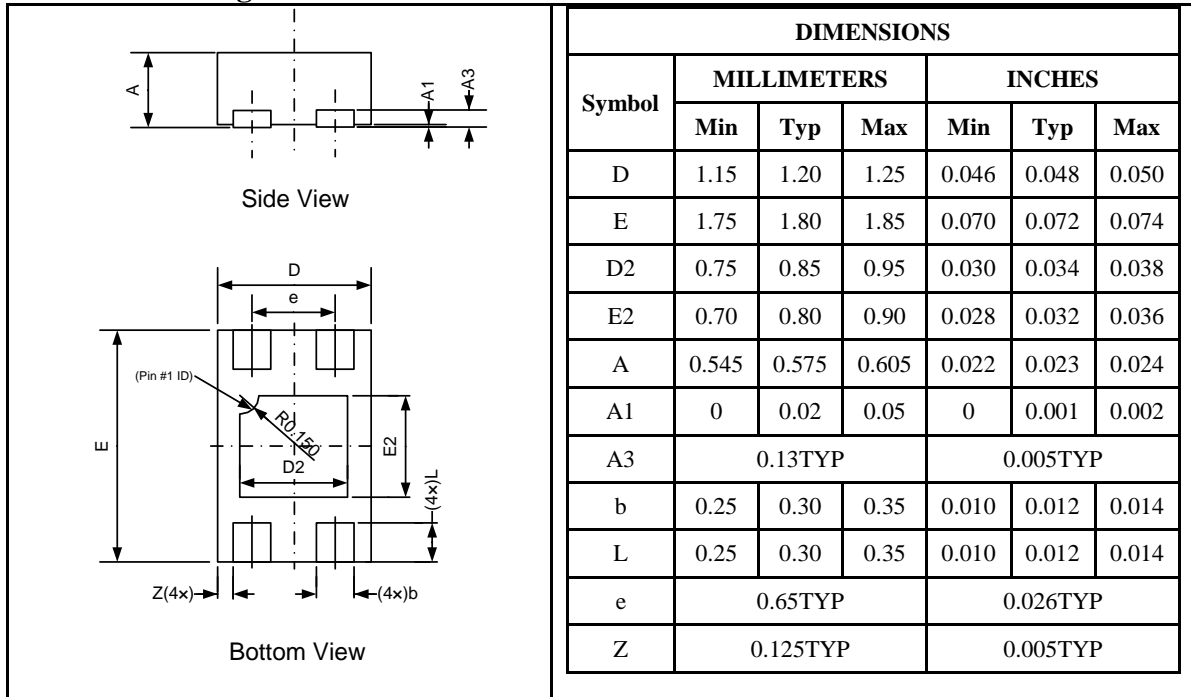 A
A1
A3
Side View
D
e
(Pin #1 ID)
R0.150
E
E2
D2
(4×)L
Z(4×)
(4×)b
Bottom View
DIMENSIONS
Symbol MILLIMETERS INCHES
Min Typ Max Min Typ Max
D 1.15 1.20 1.25 0.046 0.048 0.050
E 1.75 1.80 1.85 0.070 0.072 0.074
D2 0.75 0.85 0.95 0.030 0.034 0.038
E2 0.70 0.80 0.90 0.028 0.032 0.036
A 0.545 0.575 0.605 0.022 0.023 0.024
A1 0 0.02 0.05 0 0.001 0.002
A3 0.13TYP 0.005TYP
b 0.25 0.30 0.35 0.010 0.012 0.014
L 0.25 0.30 0.35 0.010 0.012 0.014
e 0.65TYP 0.026TYP
Z 0.125TYP 0.005TYP